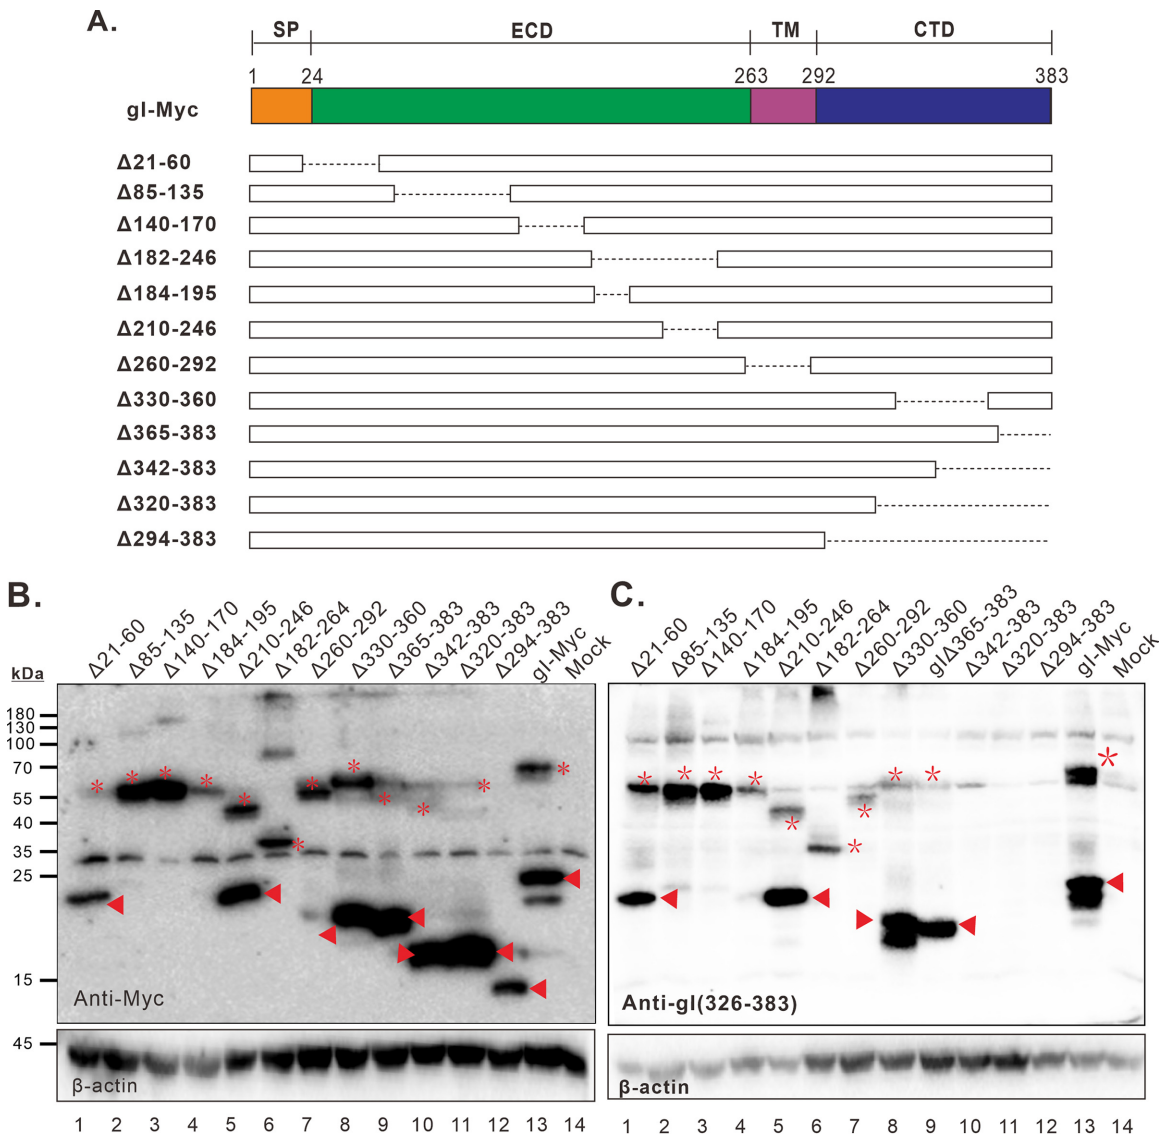 A.
SP ECD TM CTD
1 24 263 292 383
gI-Myc
Δ21-60
Δ85-135
Δ140-170
Δ182-246
Δ184-195
Δ210-246
Δ260-292
Δ330-360
Δ365-383
Δ342-383
Δ320-383
Δ294-383
B.
Δ21-60
Δ85-135
Δ140-170
Δ184-195
Δ210-246
Δ182-264
Δ260-292
Δ330-360
Δ365-383
Δ342-383
Δ320-383
Δ294-383
gI-Myc
Mock
kDa
180
130
100
70
55
40
35
25
15
Anti-Myc
45
β-actin
1 2 3 4 5 6 7 8 9 10 11 12 13 14
C.
Δ21-60
Δ85-135
Δ140-170
Δ184-195
Δ210-246
Δ182-264
Δ260-292
Δ330-360
gIΔ365-383
Δ342-383
Δ320-383
Δ294-383
gI-Myc
Mock
Anti-gI(326-383)
β-actin
1 2 3 4 5 6 7 8 9 10 11 12 13 14